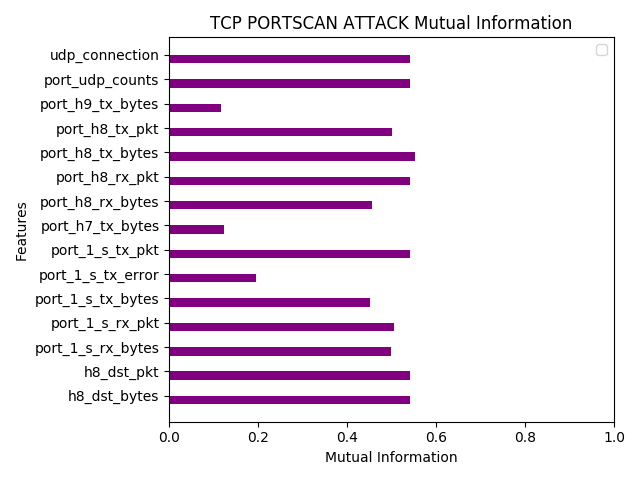 TCP PORTSCAN ATTACK Mutual Information
udp_connection
port_udp_counts
port_h9_tx_bytes
port_h8_tx_pkt
port_h8_tx_bytes
port_h8_rx_pkt
port_h8_rx_bytes
port_h7_tx_bytes
port_1_s_tx_pkt
port_1_s_tx_error
port_1_s_tx_bytes
port_1_s_rx_pkt
port_1_s_rx_bytes
h8_dst_pkt
h8_dst_bytes
Features
0.0 0.2 0.4 0.6 0.8 1.0
Mutual Information